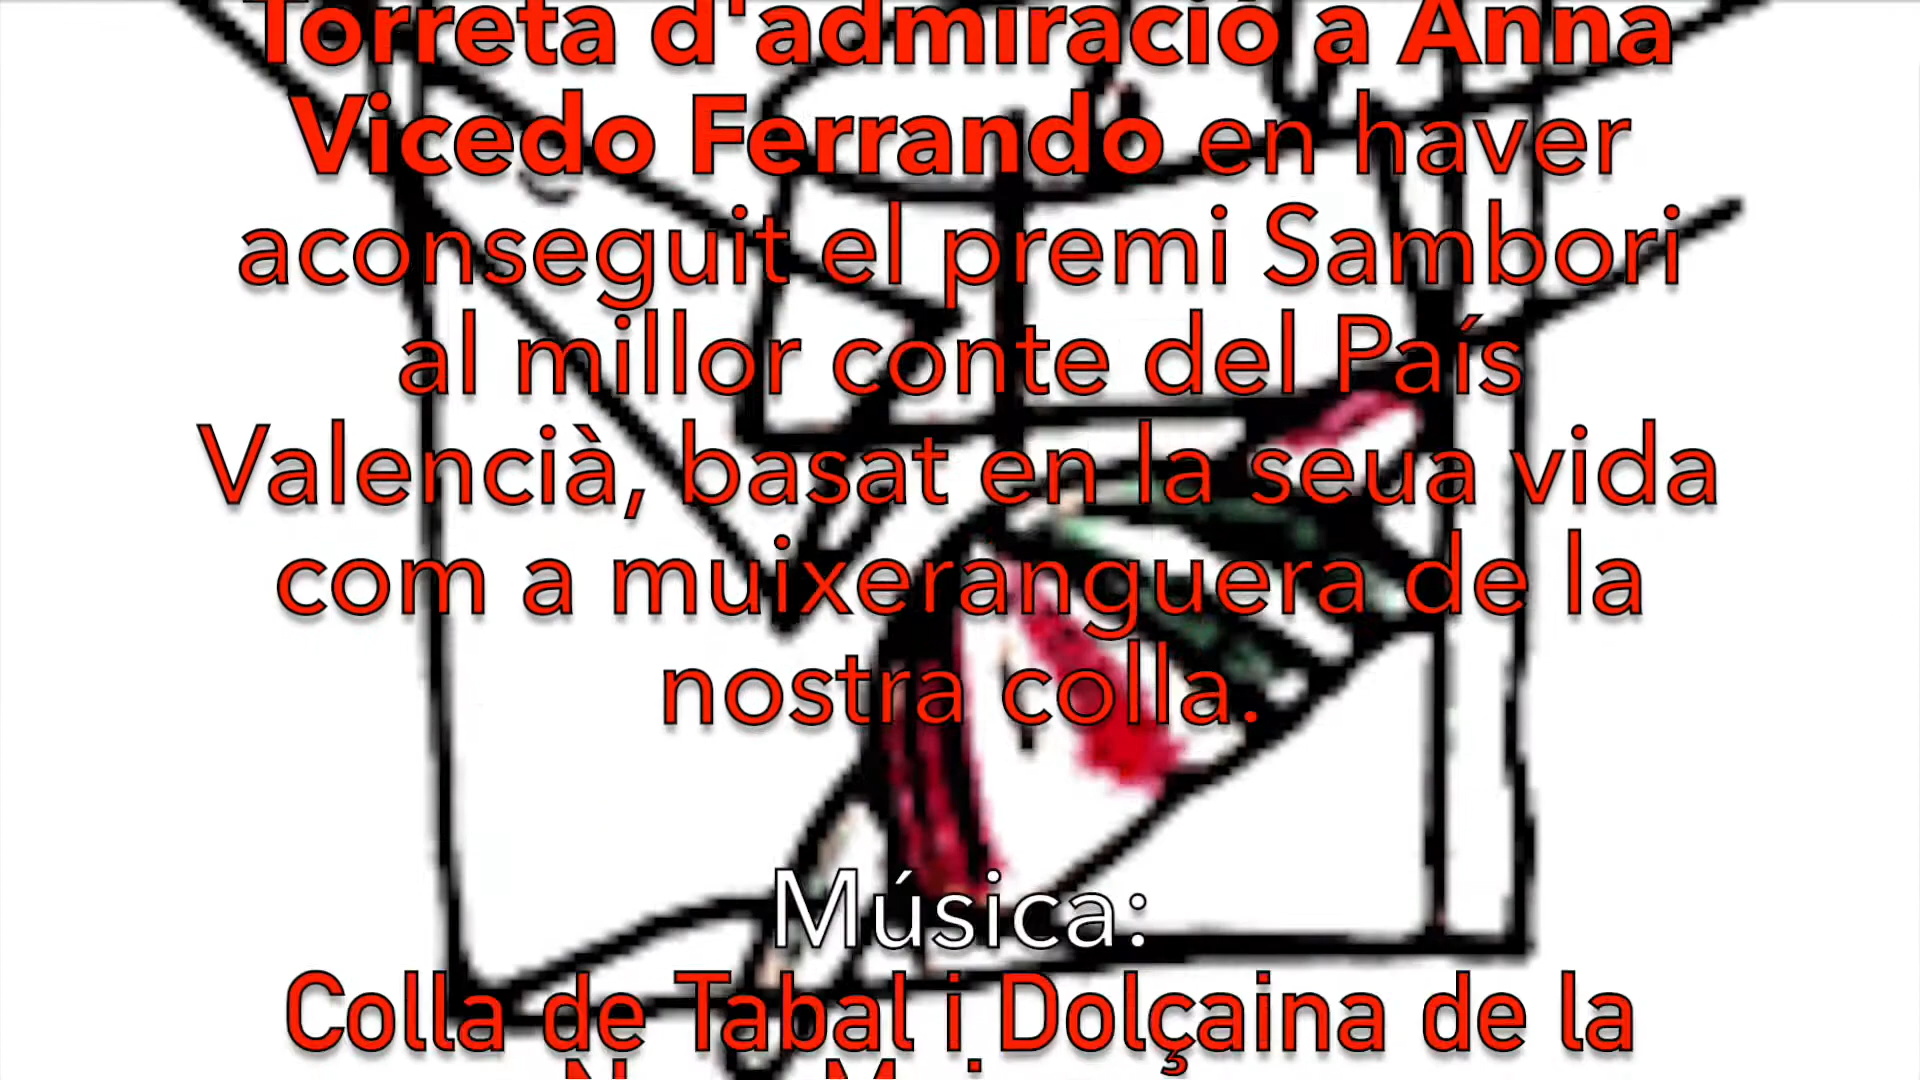 Torreta d'admiració a Anna
Vicedo Ferrando en haver
aconseguit el premi Sambori
al millor conte del País
Valencià, basat en la seua vida
com a muixeranguera de la
nostra colla.
Música:
Colla de Tabal i Dolçaina de la